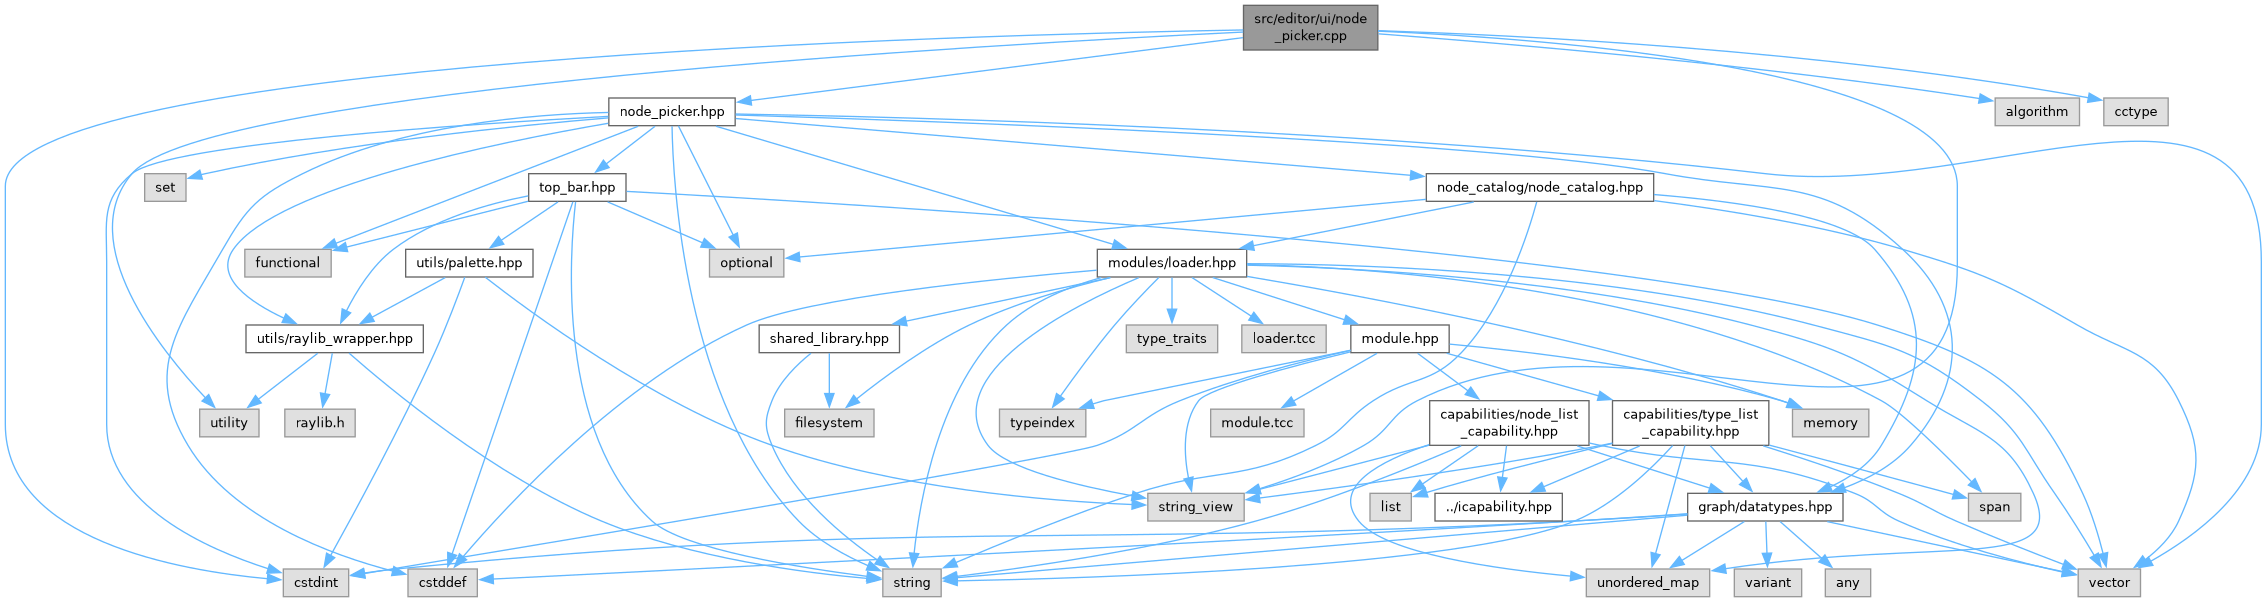 src/editor/ui/node
_picker.cpp
node_picker.hpp
algorithm
cctype
set
top_bar.hpp
node_catalog/node_catalog.hpp
functional
utils/palette.hpp
optional
modules/loader.hpp
utils/raylib_wrapper.hpp
shared_library.hpp
type_traits
loader.tcc
module.hpp
utility
raylib.h
filesystem
typeindex
module.tcc
capabilities/node_list
_capability.hpp
capabilities/type_list
_capability.hpp
memory
string_view
list
../icapability.hpp
graph/datatypes.hpp
span
cstdint
cstddef
string
unordered_map
variant
any
vector